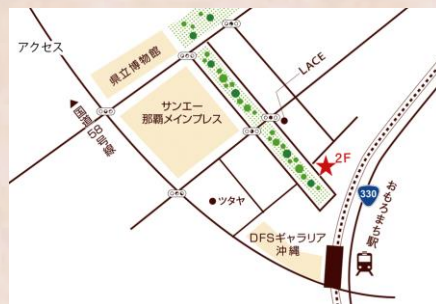 アクセス
県立博物館
LACE
サンエー
那覇メインプレス
国道58号線
2F
330
おもろまち駅
ツタヤ
DFSギャラリア
沖縄